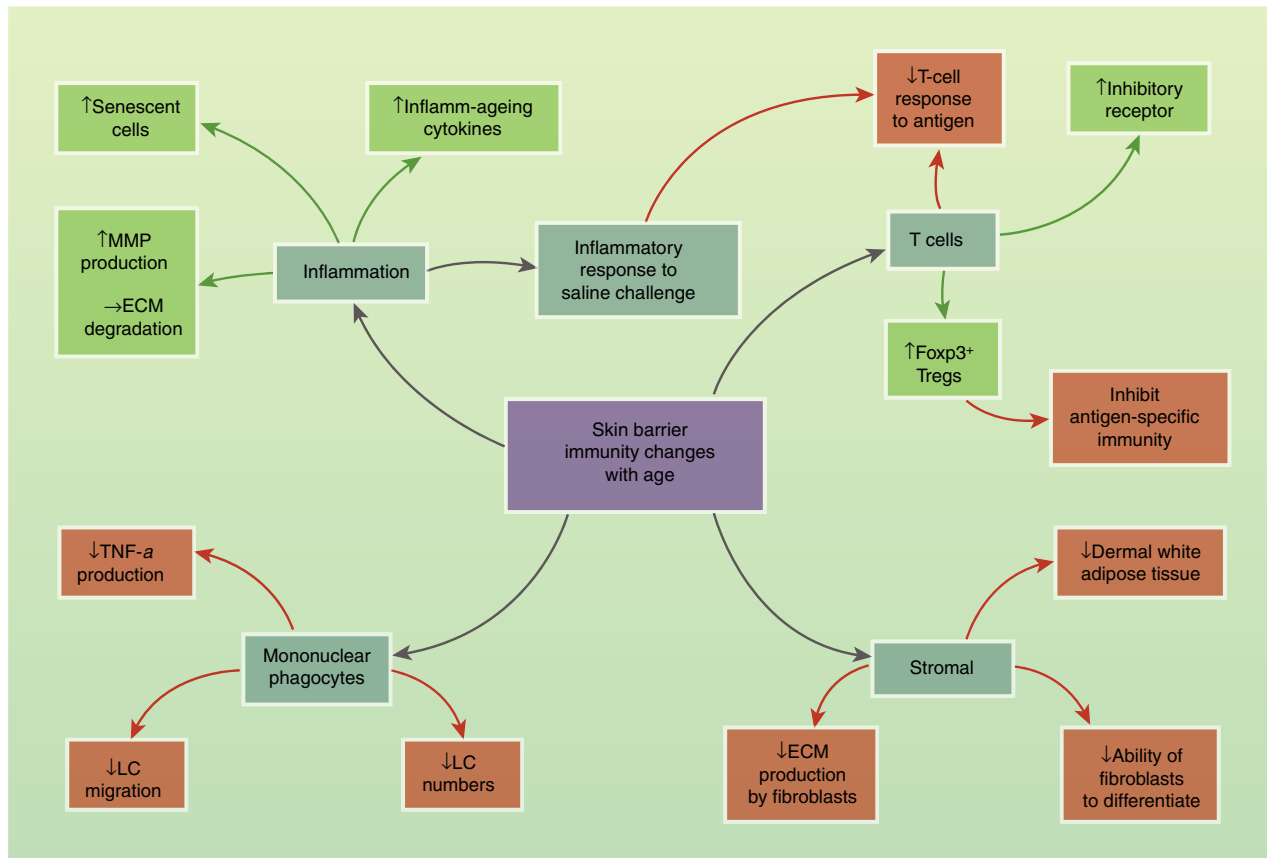 ↑Senescent
cells
↑Inflamm-ageing
cytokines
↓T-cell
response
to antigen
↑Inhibitory
receptor
↑MMP
production
→ECM
degradation
Inflammation
Inflammatory
response to
saline challenge
T cells
↑Foxp3⁺
Tregs
Inhibit
antigen-specific
immunity
Skin barrier
immunity changes
with age
↓TNF-a
production
Mononuclear
phagocytes
↓LC
migration
↓LC
numbers
↓Dermal white
adipose tissue
Stromal
↓ECM
production
by fibroblasts
↓Ability of
fibroblasts
to differentiate